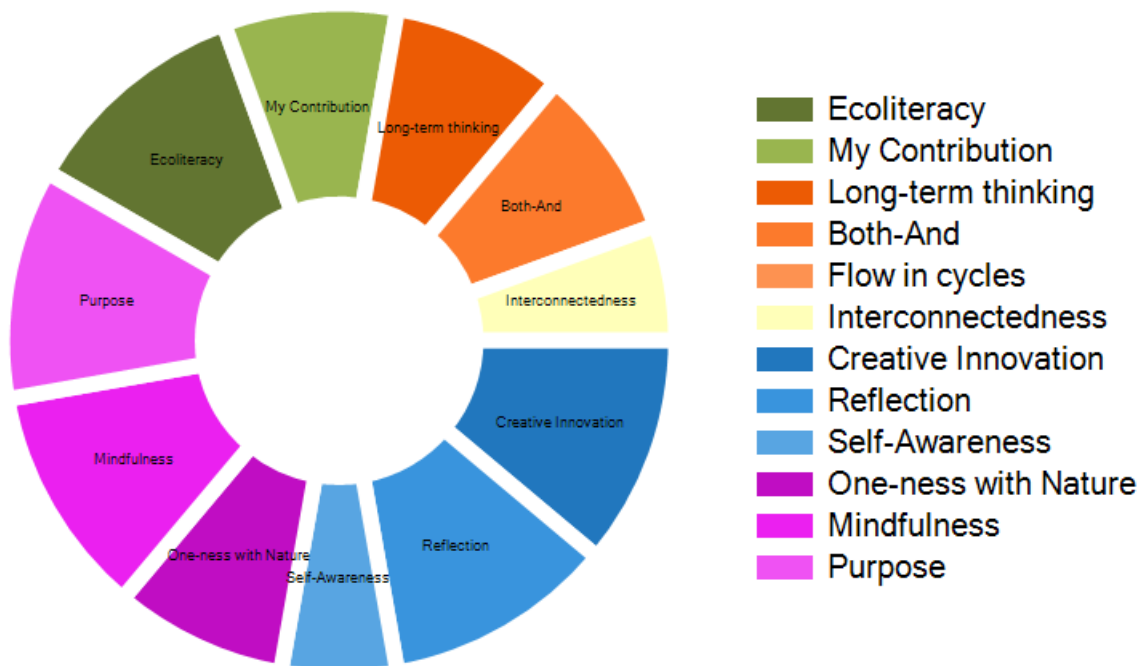 My Contribution
Long-term thinking
Ecoliteracy
Both-And
Purpose
Interconnectedness
Creative Innovation
Mindfulness
Reflection
One-ness with Nature
Self-Awareness
Ecoliteracy
My Contribution
Long-term thinking
Both-And
Flow in cycles
Interconnectedness
Creative Innovation
Reflection
Self-Awareness
One-ness with Nature
Mindfulness
Purpose